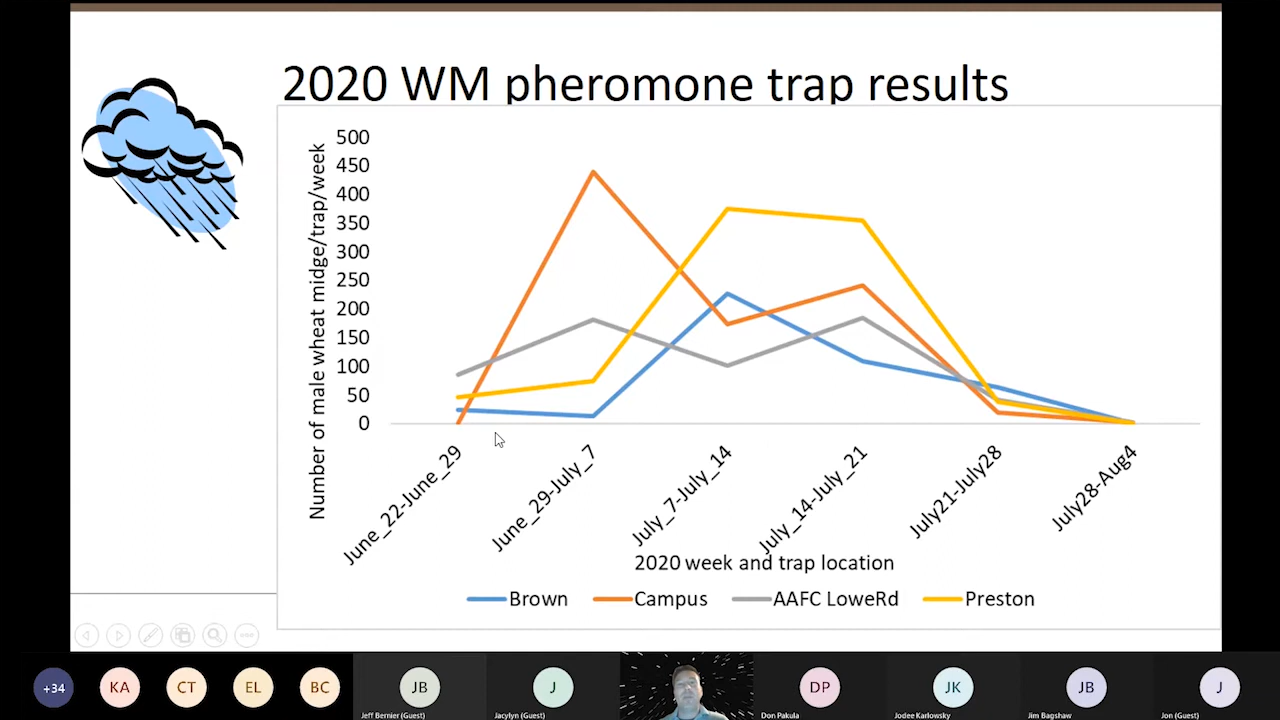 2020 WM pheromone trap results
Number of male wheat midge/trap/week
500
450
400
350
300
250
200
150
100
50
0
June_22-June_29
June_29-July_7
July_7-July_14
July_14-July_21
July21-July28
July28-Aug4
2020 week and trap location
Brown
Campus
AAFC LoweRd
Preston
+34
KA
CT
EL
BC
JB
J
DP
JK
JB
J
Jeff Bernier (Guest)
Jacylyn (Guest)
Don Pakula
Jodee Karlowsky
Jim Bagshaw
Jon (Guest)